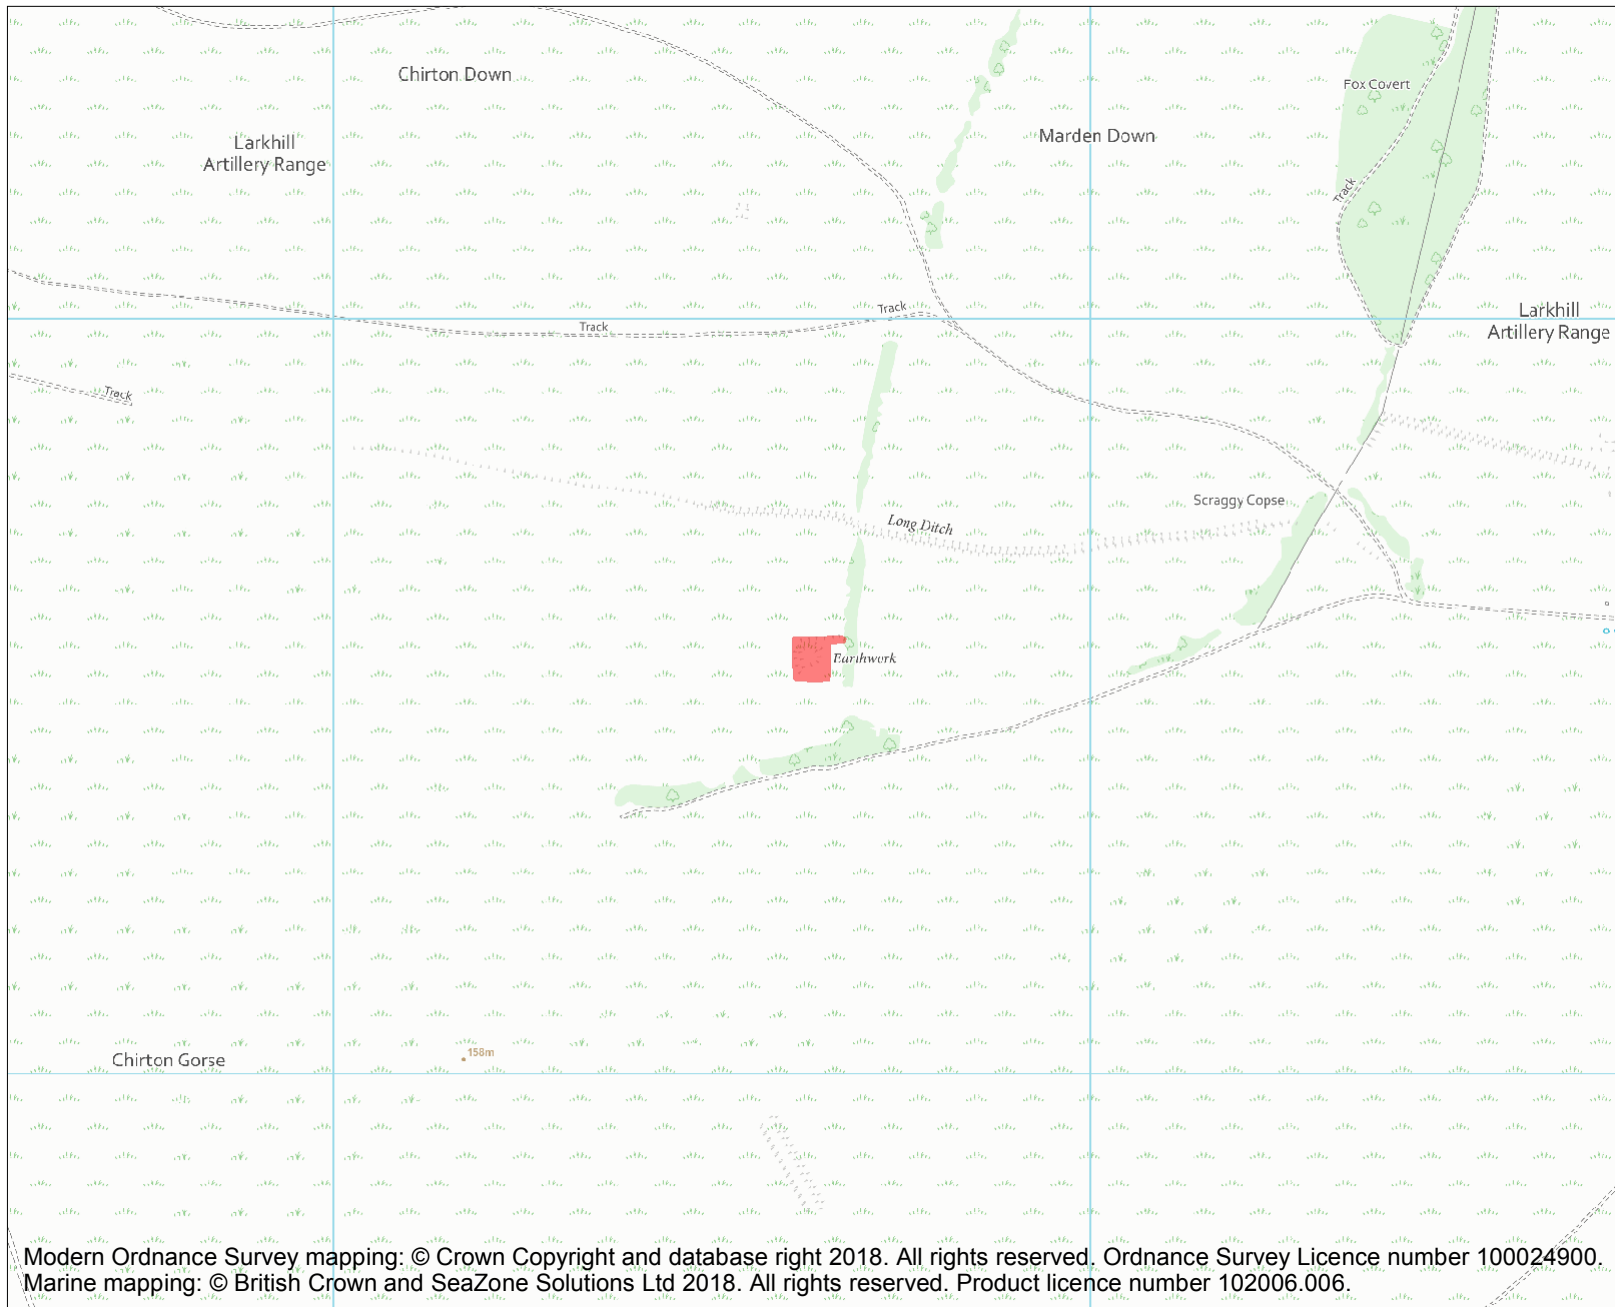 Chirton Down
Fox Covert
Marden Down
Larkhill
Artillery Range
Track
Track
Larkhill
Artillery Range
Track
Track
Scraggy Copse
Long Ditch
Earthwork
158m
Chirton Gorse
Modern Ordnance Survey mapping: © Crown Copyright and database right 2018. All rights reserved. Ordnance Survey Licence number 100024900.
Marine mapping: © British Crown and SeaZone Solutions Ltd 2018. All rights reserved. Product licence number 102006.006.